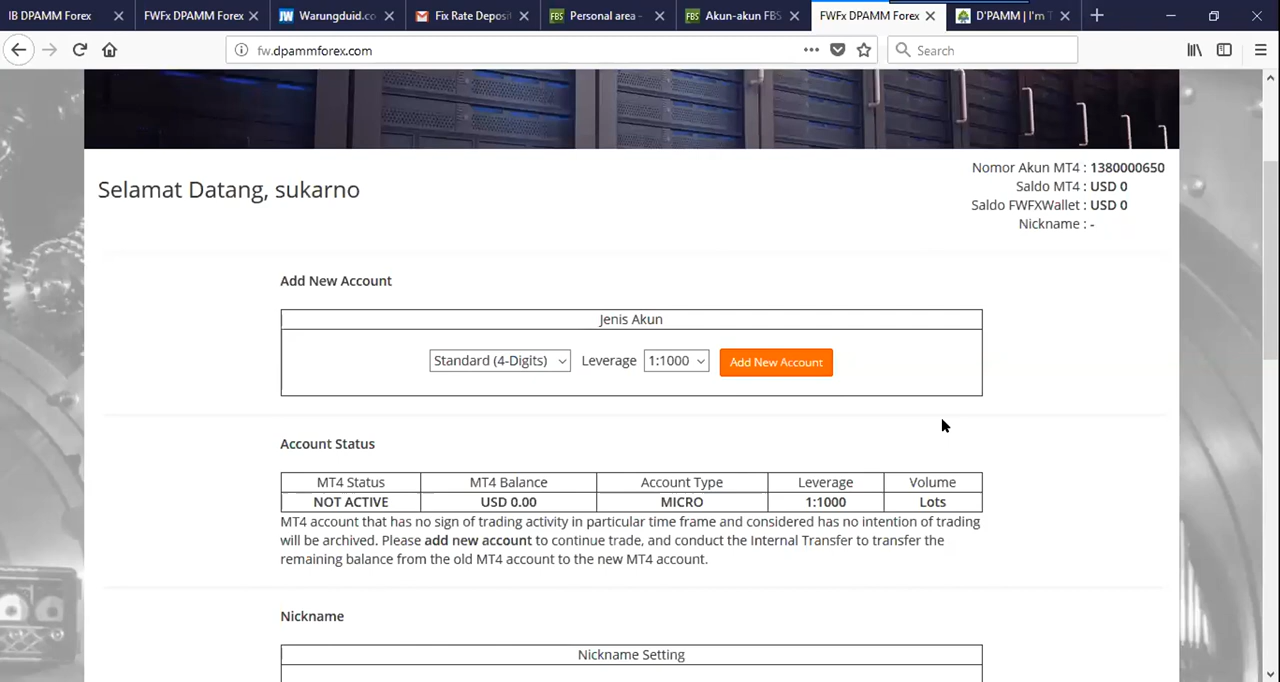 IB DPAMM Forex
FWFx DPAMM Forex
JW Warungduid.co
Fix Rate Deposi
FBS Personal area -
FBS Akun-akun FBS
FWFx DPAMM Forex
D'PAMM | I'm T
fw.dpammforex.com
Search
Nomor Akun MT4 : 1380000650
Selamat Datang, sukarno
Saldo MT4 : USD 0
Saldo FWFXWallet : USD 0
Nickname : -
Add New Account
Jenis Akun
Standard (4-Digits) Leverage 1:1000 Add New Account
Account Status
MT4 Status MT4 Balance Account Type Leverage Volume
NOT ACTIVE USD 0.00 MICRO 1:1000 Lots
MT4 account that has no sign of trading activity in particular time frame and considered has no intention of trading
will be archived. Please add new account to continue trade, and conduct the Internal Transfer to transfer the
remaining balance from the old MT4 account to the new MT4 account.
Nickname
Nickname Setting